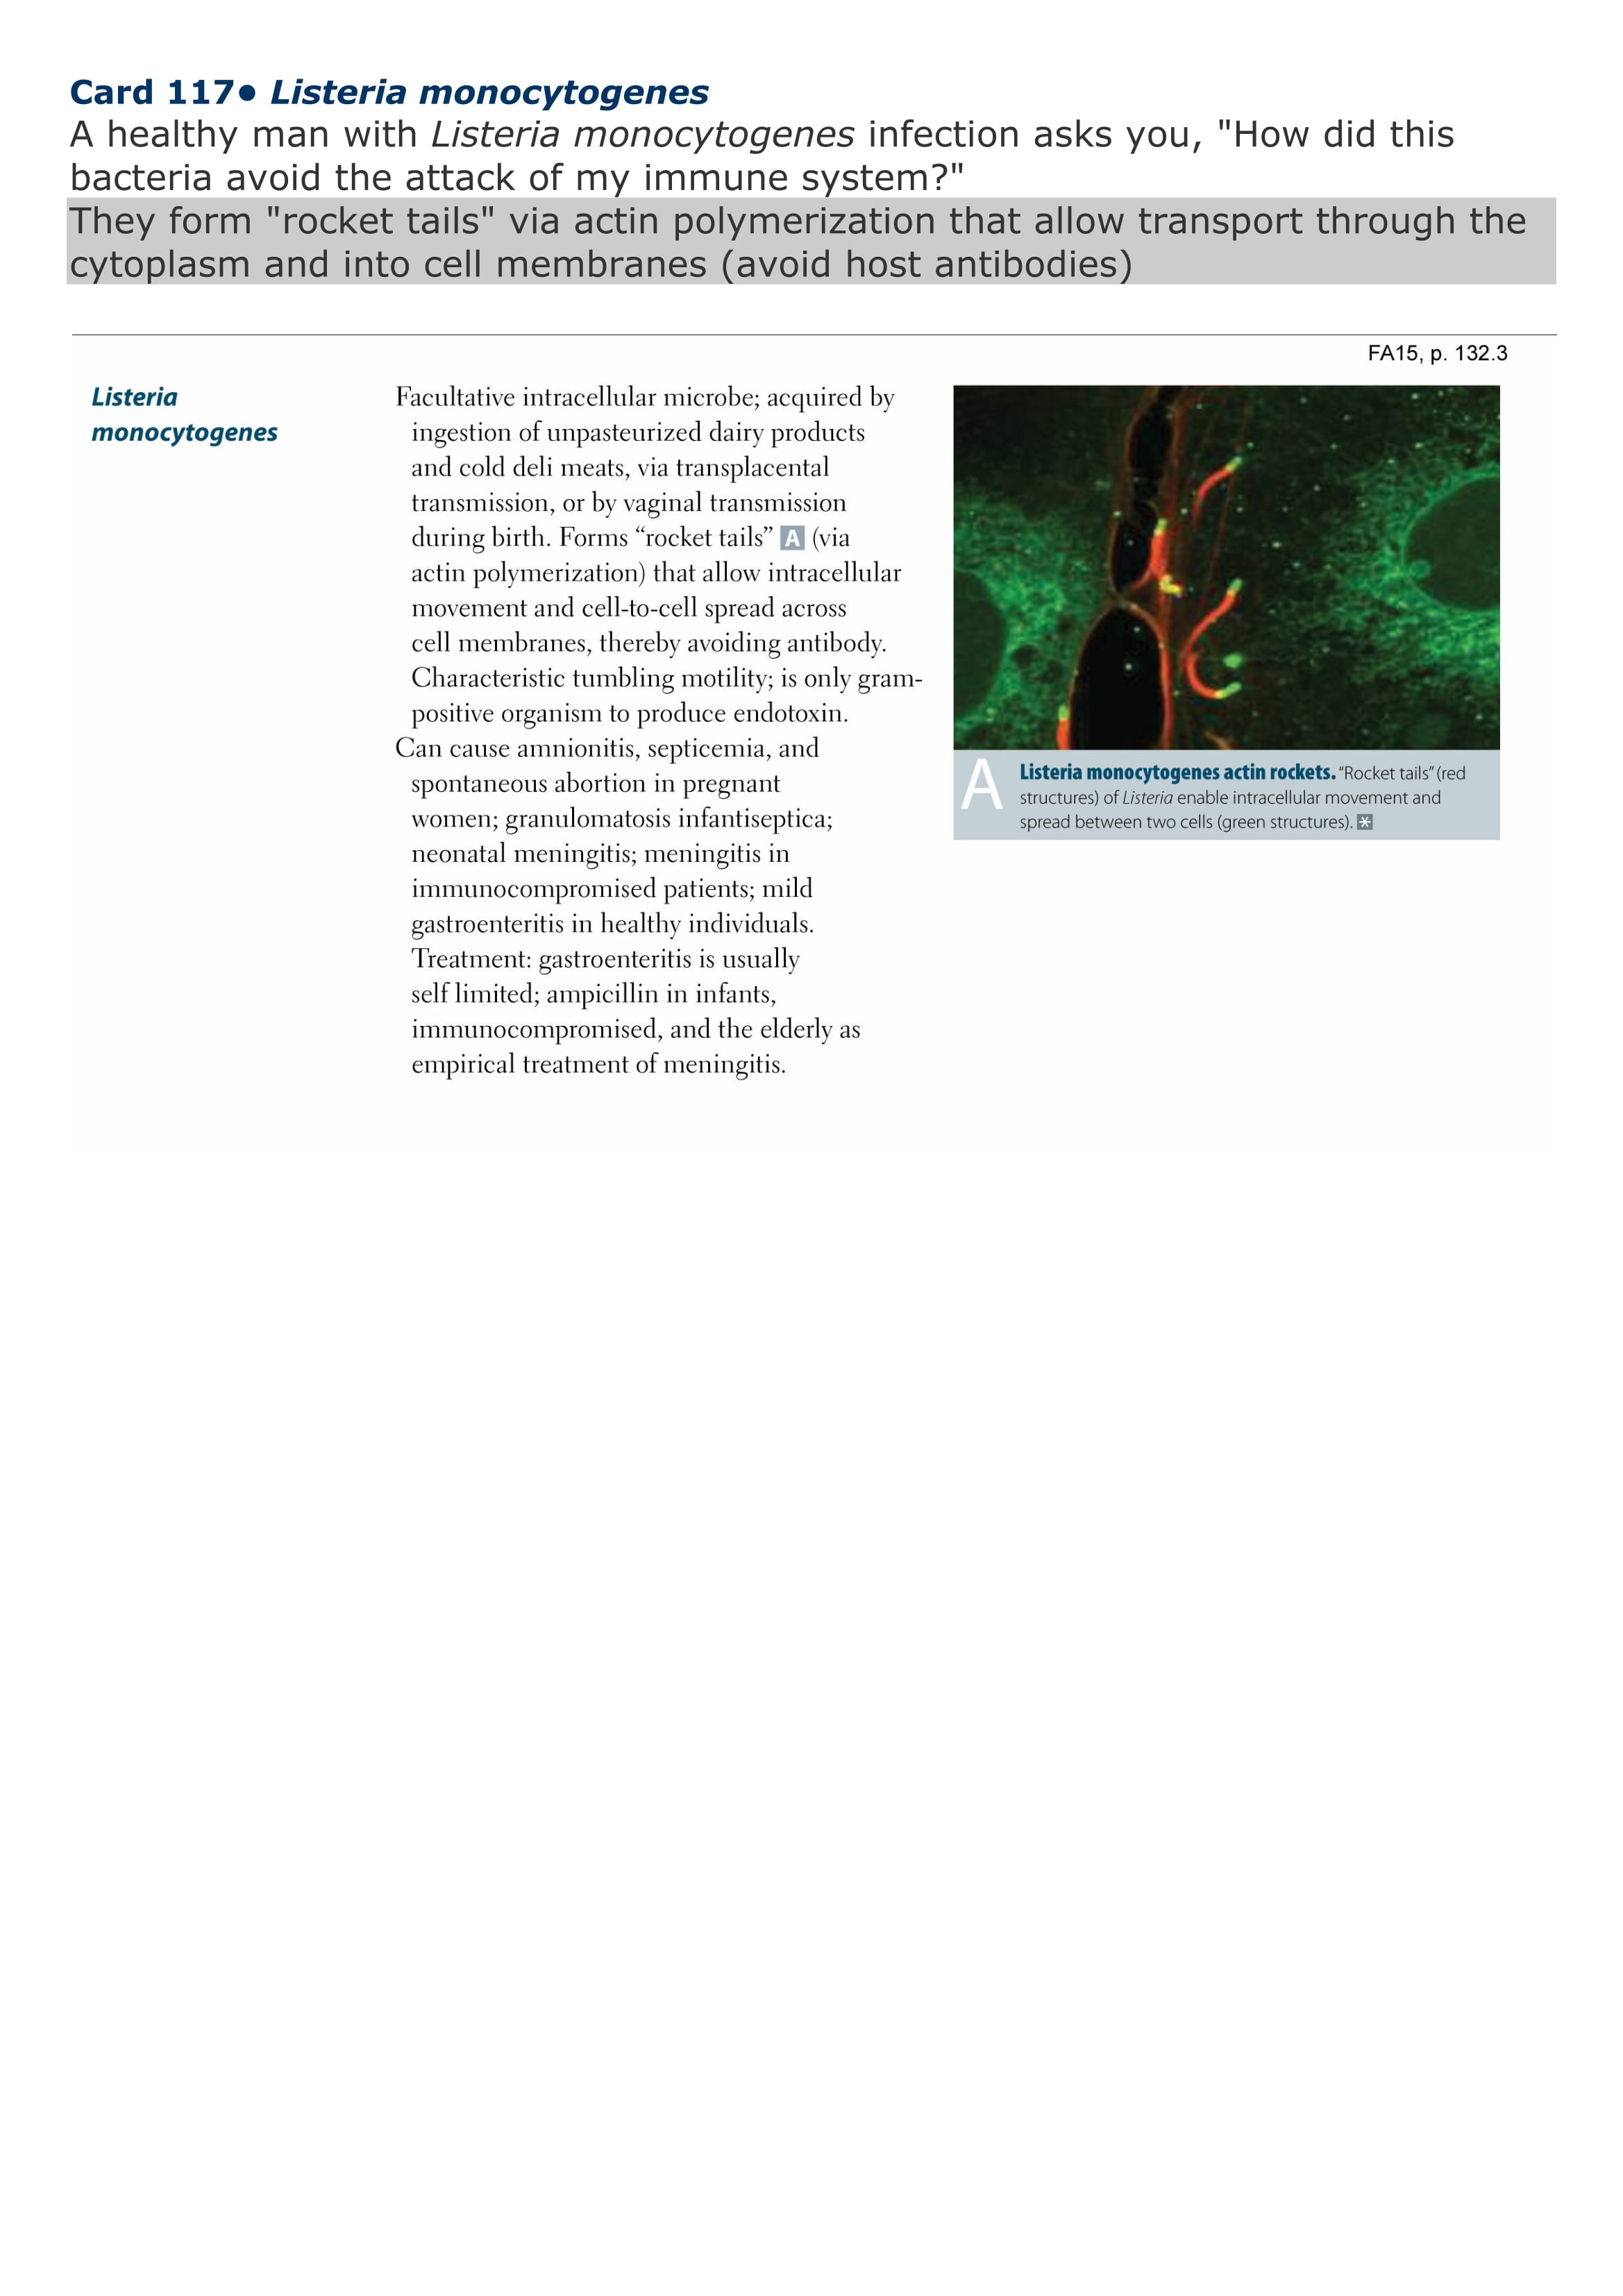 Card 117• Listeria monocytogenes
A healthy man with Listeria monocytogenes infection asks you, "How did this
bacteria avoid the attack of my immune system?"
They form "rocket tails" via actin polymerization that allow transport through the
cytoplasm and into cell membranes (avoid host antibodies)
FA15, p. 132.3
Listeria
monocytogenes
Facultative intracellular microbe; acquired by
ingestion of unpasteurized dairy products
and cold deli meats, via transplacental
transmission, or by vaginal transmission
during birth. Forms “rocket tails” A (via
actin polymerization) that allow intracellular
movement and cell-to-cell spread across
cell membranes, thereby avoiding antibody.
Characteristic tumbling motility; is only gram-
positive organism to produce endotoxin.
Can cause amnionitis, septicemia, and
spontaneous abortion in pregnant
women; granulomatosis infantiseptica;
neonatal meningitis; meningitis in
immunocompromised patients; mild
gastroenteritis in healthy individuals.
Treatment: gastroenteritis is usually
self limited; ampicillin in infants,
immunocompromised, and the elderly as
empirical treatment of meningitis.
A
Listeria monocytogenes actin rockets. “Rocket tails” (red
structures) of Listeria enable intracellular movement and
spread between two cells (green structures). *